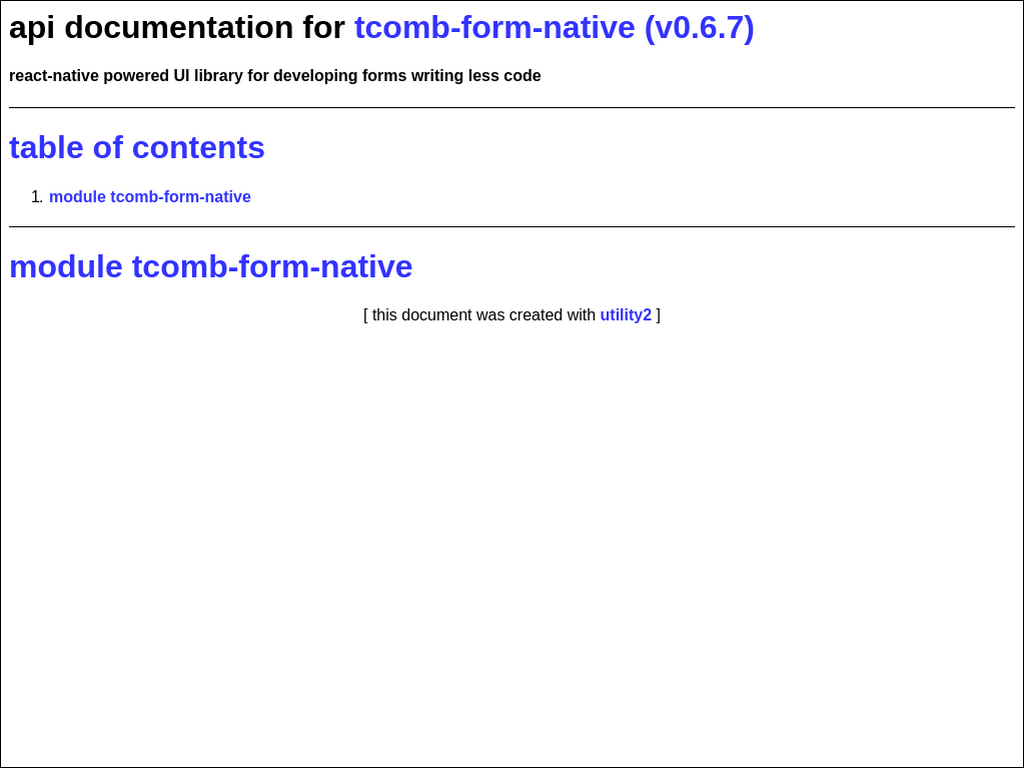 api documentation for tcomb-form-native (v0.6.7)
react-native powered UI library for developing forms writing less code
table of contents
1. module tcomb-form-native
module tcomb-form-native
[ this document was created with utility2 ]